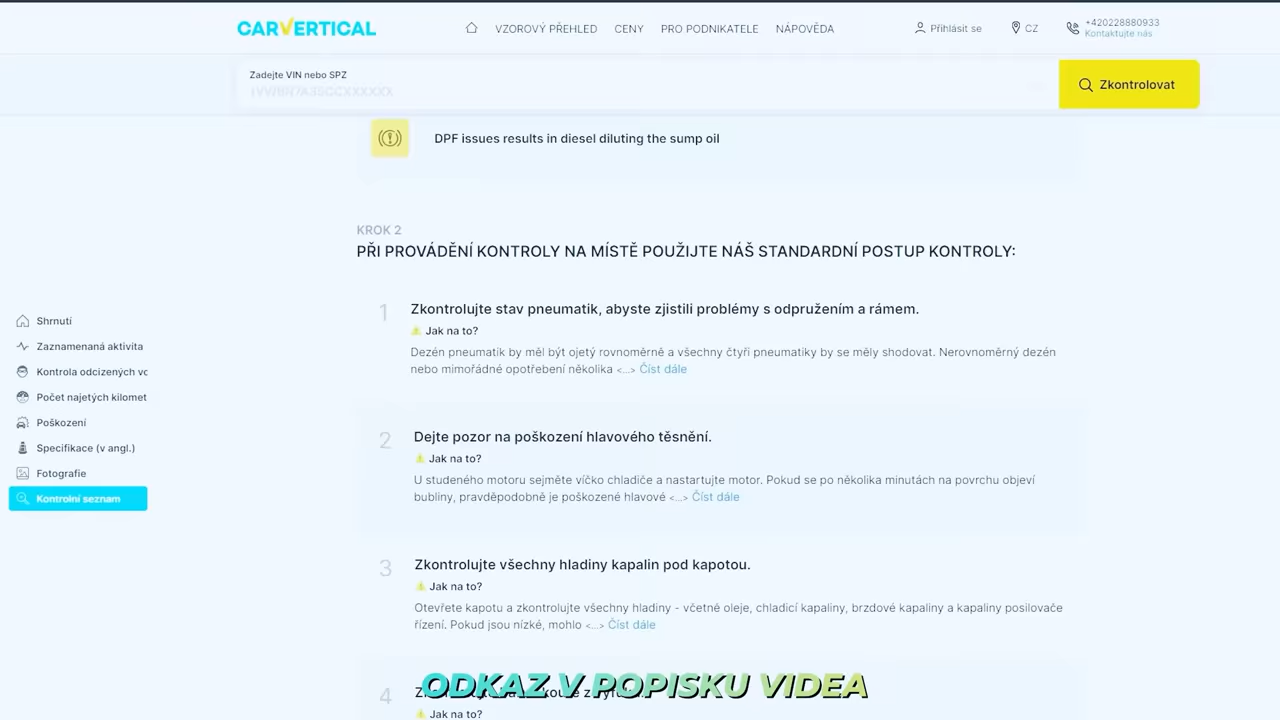 CARVERTICAL
VZOROVÝ PŘEHLED
CENY
PRO PODNIKATELE
NÁPOVĚDA
Přihlásit se
CZ
+420228880933
Kontaktujte nás
Zadejte VIN nebo SPZ
Zkontrolovat
DPF issues results in diesel diluting the sump oil
KROK 2
PŘI PROVÁDĚNÍ KONTROLY NA MÍSTĚ POUŽIJTE NÁŠ STANDARDNÍ POSTUP KONTROLY:
Shrnutí
Zaznamenaná aktivita
Kontrola odcizených vo
Počet najetých kilomet
Poškození
Specifikace (v angl.)
Fotografie
Kontrolní seznam
1
Zkontrolujte stav pneumatik, abyste zjistili problémy s odpružením a rámem.
Jak na to?
Dezén pneumatik by měl být ojetý rovnoměrně a všechny čtyři pneumatiky by se měly shodovat. Nerovnoměrný dezén
nebo mimořádné opotřebení několika <...> Číst dále
2
Dejte pozor na poškození hlavového těsnění.
Jak na to?
U studeného motoru sejměte víčko chladiče a nastartujte motor. Pokud se po několika minutách na povrchu objeví
bubliny, pravděpodobně je poškozené hlavové <...> Číst dále
3
Zkontrolujte všechny hladiny kapalin pod kapotou.
Jak na to?
Otevřete kapotu a zkontrolujte všechny hladiny - včetně oleje, chladicí kapaliny, brzdové kapaliny a kapaliny posilovače
řízení. Pokud jsou nízké, mohlo <...> Číst dále
4
ODKAZ V POPISKU VIDEA
Jak na to?